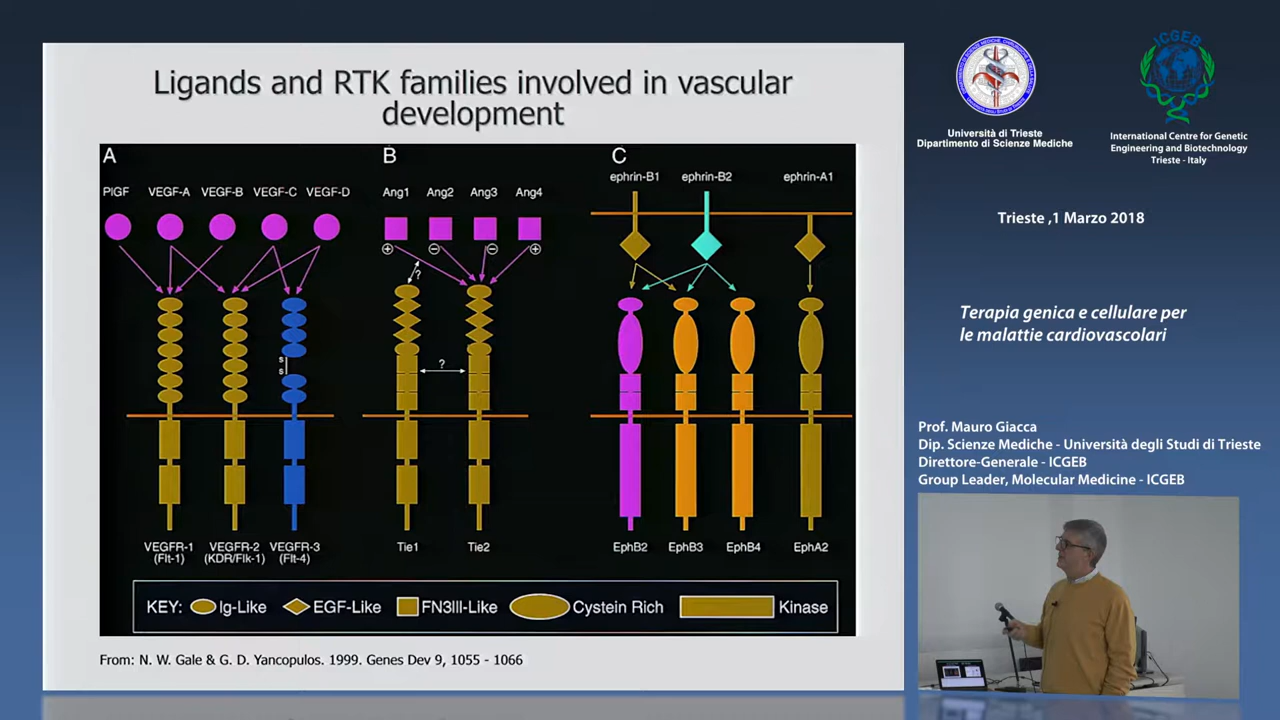 Ligands and RTK families involved in vascular
development
A
B
C
PlGF VEGF-A VEGF-B VEGF-C VEGF-D
Ang1 Ang2 Ang3 Ang4
ephrin-B1 ephrin-B2 ephrin-A1
+ − − +
?
?
S
S
VEGFR-1 VEGFR-2 VEGFR-3
(Flt-1) (KDR/Flk-1) (Flt-4)
Tie1 Tie2
EphB2 EphB3 EphB4 EphA2
KEY: Ig-Like EGF-Like FN3III-Like Cystein Rich Kinase
From: N. W. Gale & G. D. Yancopulos. 1999. Genes Dev 9, 1055 - 1066
Università di Trieste
Dipartimento di Scienze Mediche
ICGEB
International Centre for Genetic
Engineering and Biotechnology
Trieste - Italy
Trieste ,1 Marzo 2018
Terapia genica e cellulare per
le malattie cardiovascolari
Prof. Mauro Giacca
Dip. Scienze Mediche - Università degli Studi di Trieste
Direttore-Generale - ICGEB
Group Leader, Molecular Medicine - ICGEB